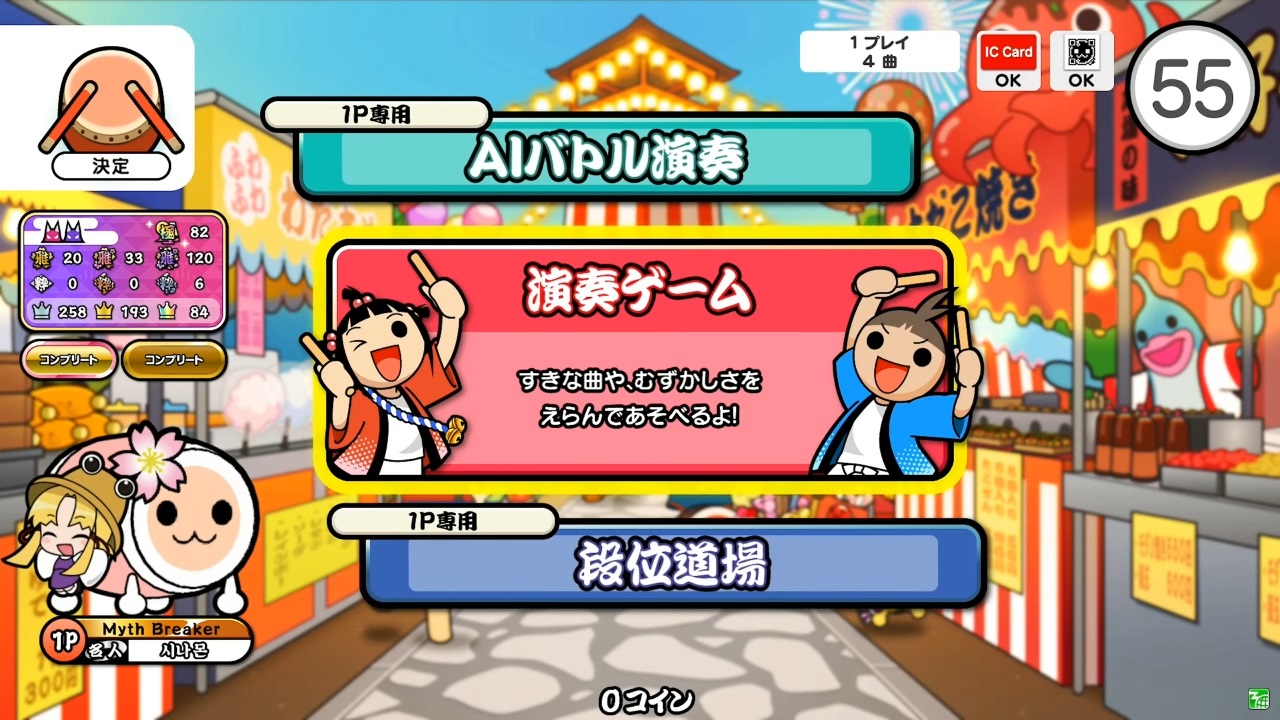 1プレイ
4 曲
IC Card
OK
OK
55
決定
1P専用
AIバトル演奏
82
20
33
120
0
0
6
258
193
84
コンプリート
コンプリート
演奏ゲーム
すきな曲や、むずかしさを
えらんであそべるよ!
1P専用
段位道場
1P
Myth Breaker
名人
시나몬
300円
0コイン